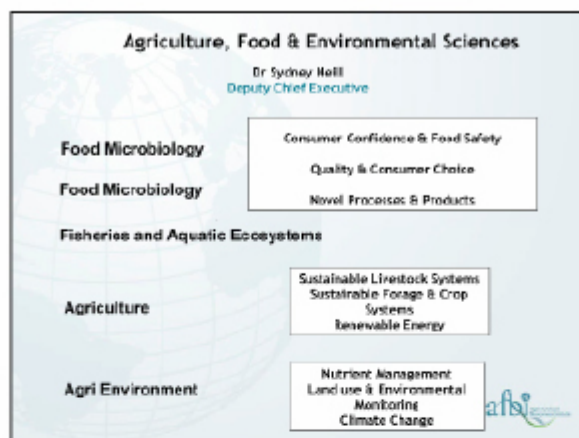 Agriculture, Food & Environmental Sciences
Dr Sydney Neill
Deputy Chief Executive
Food Microbiology
Consumer Confidence & Food Safety
Food Microbiology
Quality & Consumer Choice
Novel Processes & Products
Fisheries and Aquatic Ecosystems
Agriculture
Sustainable Livestock Systems
Sustainable Forage & Crop
Systems
Renewable Energy
Agri Environment
Nutrient Management
Land use & Environmental
Monitoring
Climate Change
afbi